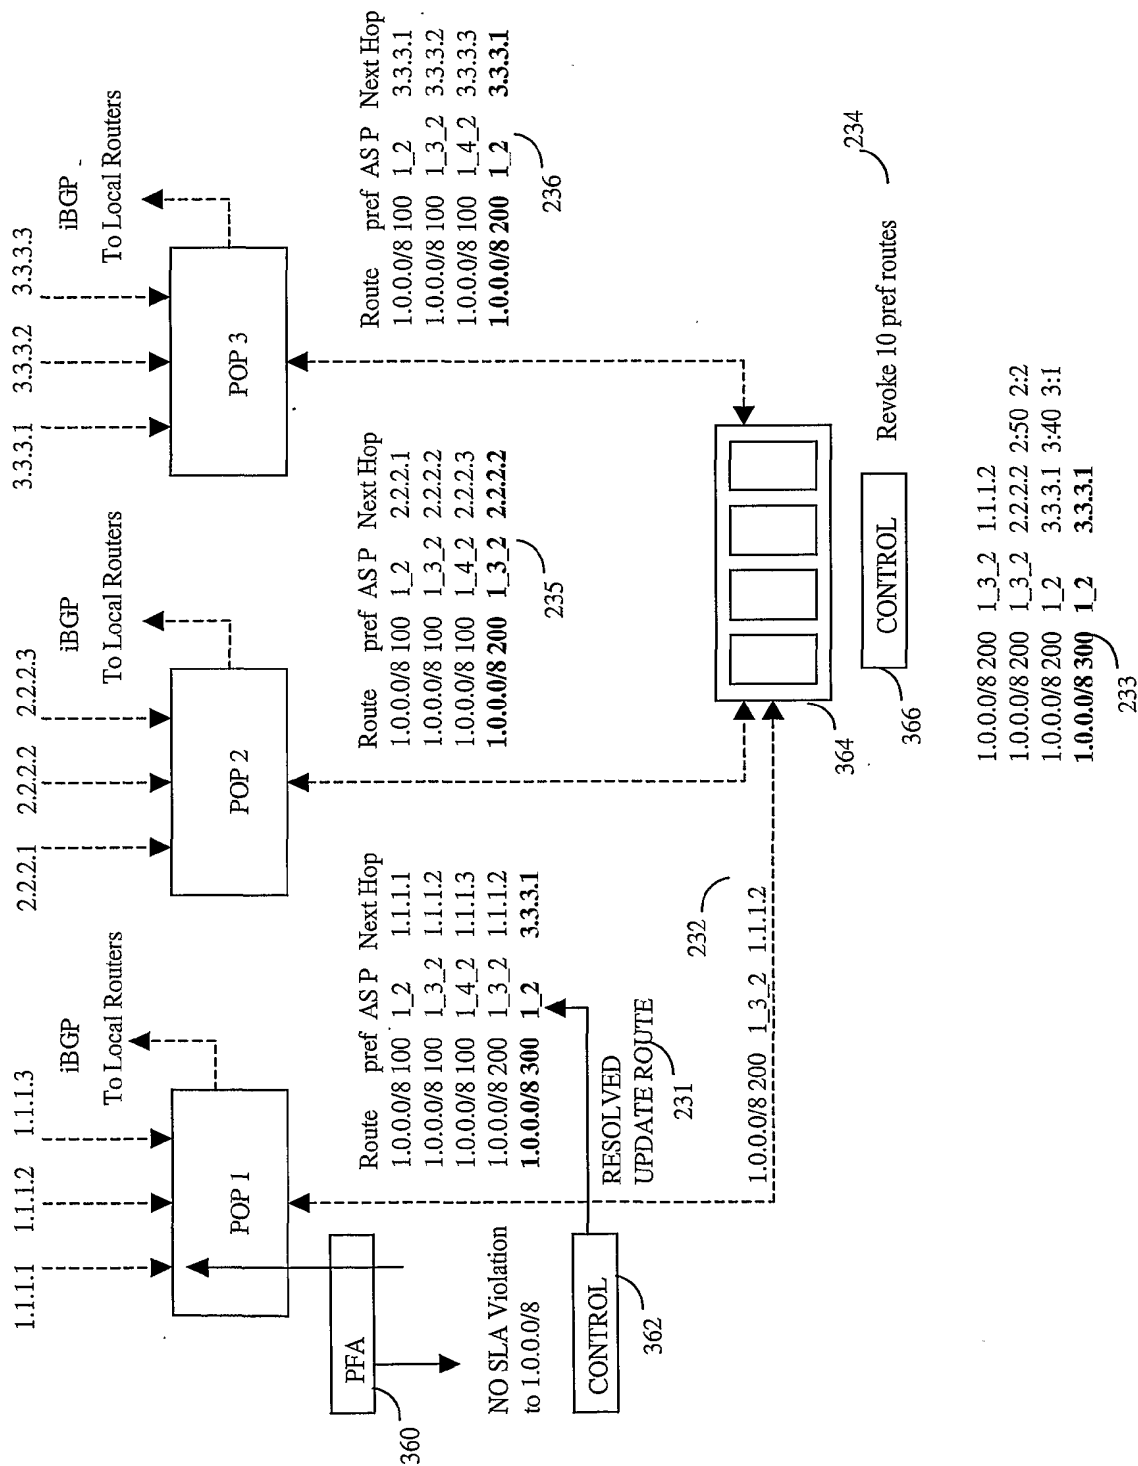 1.1.1.1 1.1.1.2 1.1.1.3
iBGP
To Local Routers
POP 1
2.2.2.1 2.2.2.2 2.2.2.3
iBGP
To Local Routers
POP 2
3.3.3.1 3.3.3.2 3.3.3.3
iBGP
To Local Routers
POP 3
PFA
360
NO SLA Violation
to 1.0.0.0/8
CONTROL
362
Route pref AS P Next Hop
1.0.0.0/8 100 1_2 1.1.1.1
1.0.0.0/8 100 1_3_2 1.1.1.2
1.0.0.0/8 100 1_4_2 1.1.1.3
1.0.0.0/8 200 1_3_2 1.1.1.2
1.0.0.0/8 300 1_2 3.3.3.1
RESOLVED
UPDATE ROUTE
231
Route pref AS P Next Hop
1.0.0.0/8 100 1_2 2.2.2.1
1.0.0.0/8 100 1_3_2 2.2.2.2
1.0.0.0/8 100 1_4_2 2.2.2.3
1.0.0.0/8 200 1_3_2 2.2.2.2
235
Route pref AS P Next Hop
1.0.0.0/8 100 1_2 3.3.3.1
1.0.0.0/8 100 1_3_2 3.3.3.2
1.0.0.0/8 100 1_4_2 3.3.3.3
1.0.0.0/8 200 1_2 3.3.3.1
236
232
1.0.0.0/8 200 1_3_2 1.1.1.2
364
366
CONTROL
Revoke 10 pref routes
234
1.0.0.0/8 200 1_3_2 1.1.1.2
1.0.0.0/8 200 1_3_2 2.2.2.2 2:50 2:2
1.0.0.0/8 200 1_2 3.3.3.1 3:40 3:1
1.0.0.0/8 300 1_2 3.3.3.1
233